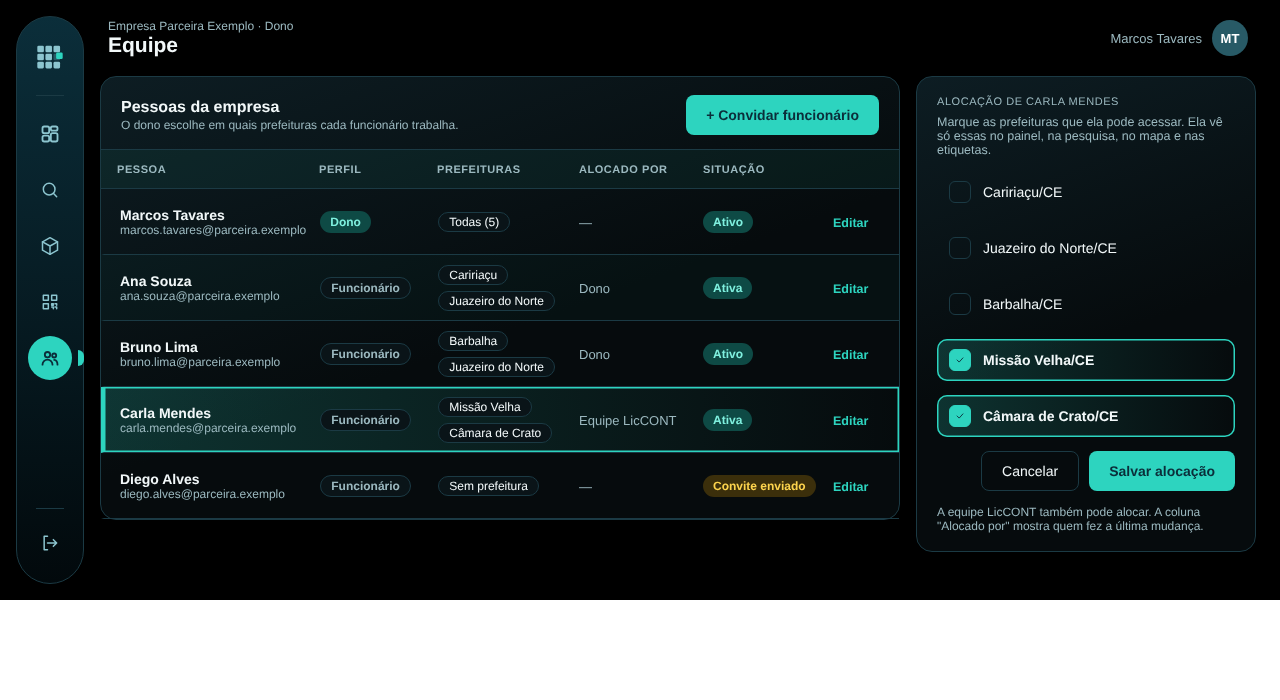 Empresa Parceira Exemplo · Dono
Equipe
Marcos Tavares
MT
Pessoas da empresa
O dono escolhe em quais prefeituras cada funcionário trabalha.
+ Convidar funcionário
PESSOA PERFIL PREFEITURAS ALOCADO POR SITUAÇÃO
Marcos Tavares
marcos.tavares@parceira.exemplo
Dono
Todas (5)
—
Ativo
Editar
Ana Souza
ana.souza@parceira.exemplo
Funcionário
Caririaçu
Juazeiro do Norte
Dono
Ativa
Editar
Bruno Lima
bruno.lima@parceira.exemplo
Funcionário
Barbalha
Juazeiro do Norte
Dono
Ativo
Editar
Carla Mendes
carla.mendes@parceira.exemplo
Funcionário
Missão Velha
Câmara de Crato
Equipe LicCONT
Ativa
Editar
Diego Alves
diego.alves@parceira.exemplo
Funcionário
Sem prefeitura
—
Convite enviado
Editar
ALOCAÇÃO DE CARLA MENDES
Marque as prefeituras que ela pode acessar. Ela vê
só essas no painel, na pesquisa, no mapa e nas
etiquetas.
Caririaçu/CE
Juazeiro do Norte/CE
Barbalha/CE
Missão Velha/CE
Câmara de Crato/CE
Cancelar
Salvar alocação
A equipe LicCONT também pode alocar. A coluna
"Alocado por" mostra quem fez a última mudança.